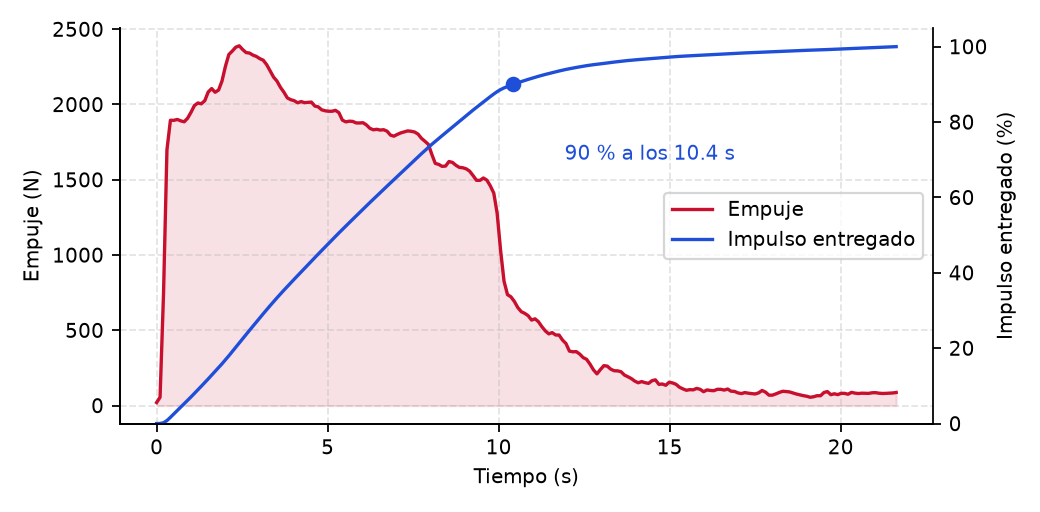 2500
2000
1500
1000
500
0
Empuje (N)
100
80
60
40
20
0
Impulso entregado (%)
90 % a los 10.4 s
Empuje
Impulso entregado
0
5
10
15
20
Tiempo (s)